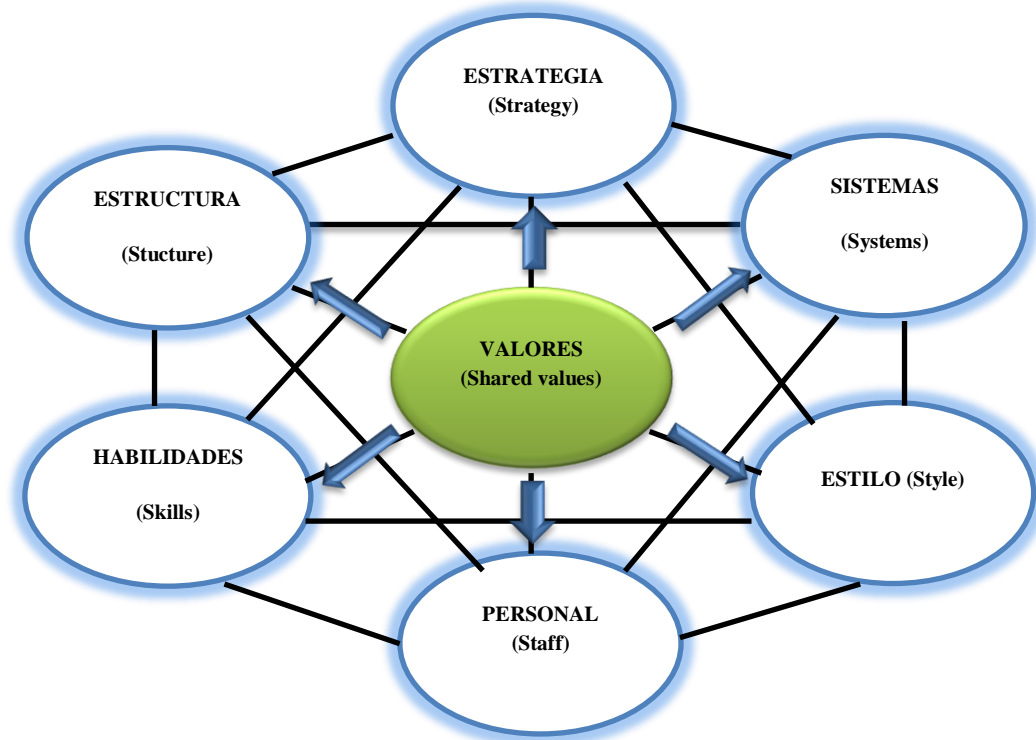 ESTRATEGIA
(Strategy)
ESTRUCTURA
(Stucture)
SISTEMAS
(Systems)
VALORES
(Shared values)
HABILIDADES
(Skills)
ESTILO (Style)
PERSONAL
(Staff)